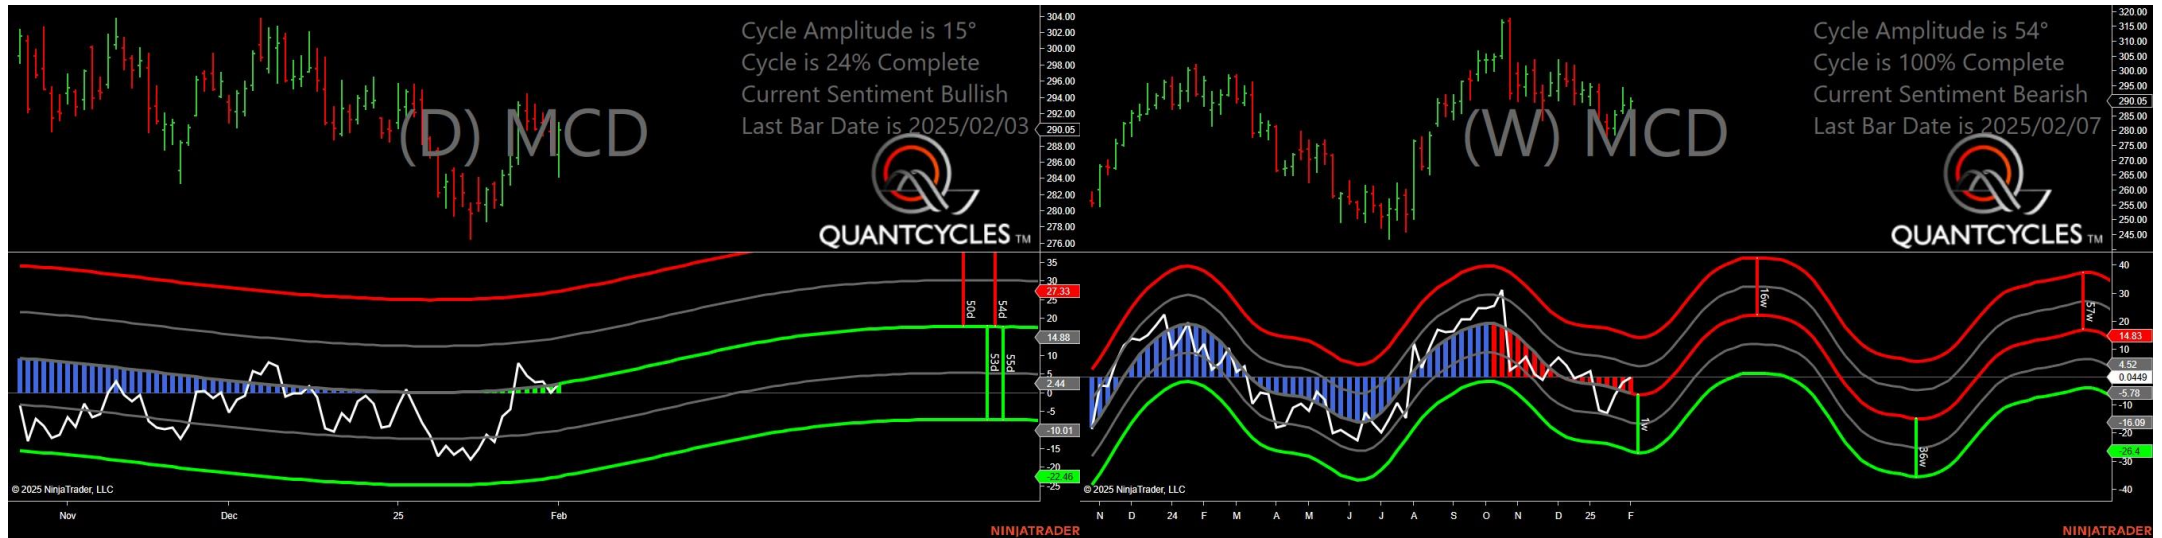 Cycle Amplitude is 15°
Cycle is 24% Complete
Current Sentiment Bullish
Last Bar Date is 2025/02/03
(D) MCD
QUANTCYCLES TM
304.00
302.00
300.00
298.00
296.00
294.00
292.00
290.05
288.00
286.00
284.00
282.00
280.00
278.00
276.00
35
30
27.33
25
20
14.88
10
5
2.44
0
-5
-10.01
-15
-20
-22.46
-25
50d
54d
53d
55d
© 2025 NinjaTrader, LLC
Nov
Dec
25
Feb
NINJATRADER
Cycle Amplitude is 54°
Cycle is 100% Complete
Current Sentiment Bearish
Last Bar Date is 2025/02/07
(W) MCD
QUANTCYCLES TM
320.00
315.00
310.00
305.00
300.00
295.00
290.05
285.00
280.00
275.00
270.00
265.00
260.00
255.00
250.00
245.00
40
30
20
14.83
10
4.52
0.0449
-5.78
-10
-16.09
-20
-26.4
-30
-40
16w
57w
1w
36w
© 2025 NinjaTrader, LLC
N
D
24
F
M
A
M
J
J
A
S
O
N
D
25
F
NINJATRADER